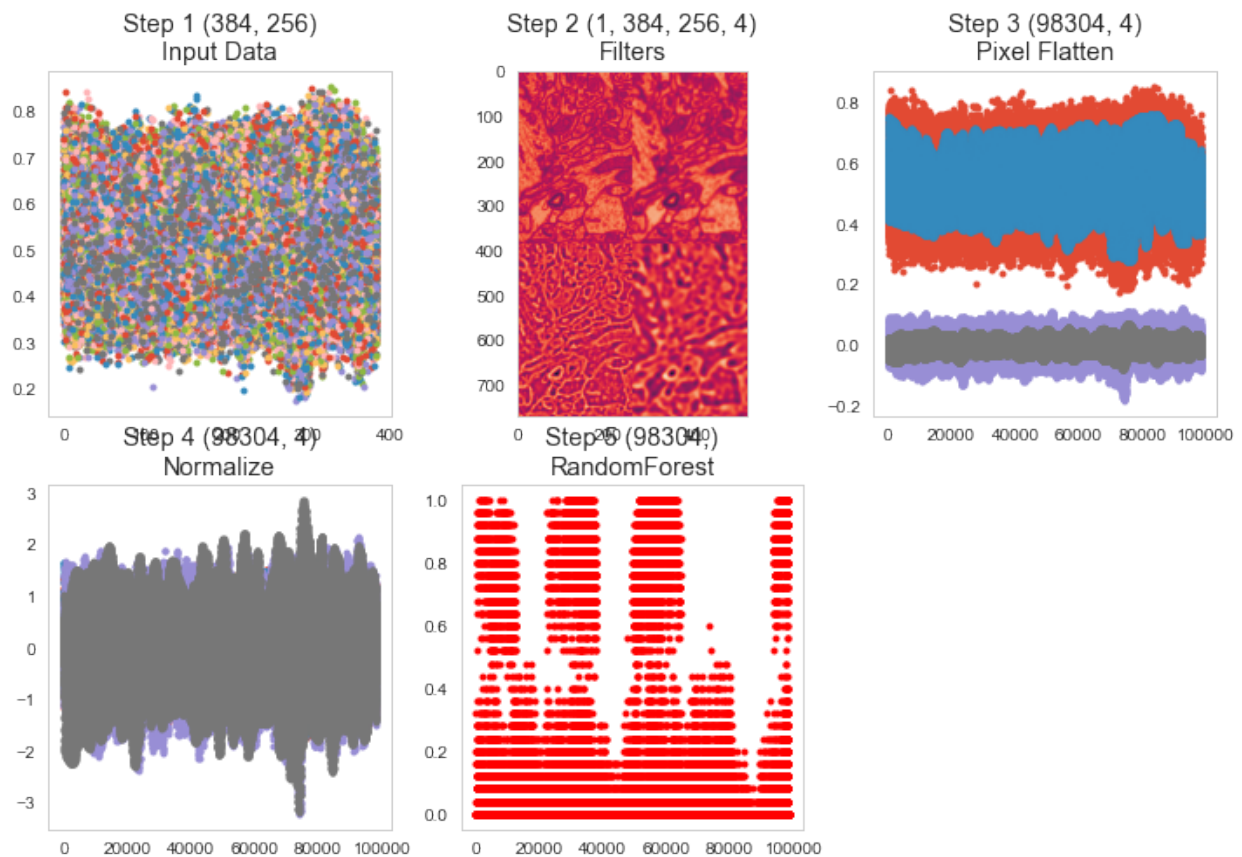 Step 1 (384, 256)
Input Data
0.8
0.7
0.6
0.5
0.4
0.3
0.2
0
400
Step 2 (1, 384, 256, 4)
Filters
0
100
200
300
400
500
600
700
0
Step 3 (98304, 4)
Pixel Flatten
0.8
0.6
0.4
0.2
0.0
−0.2
0 20000 40000 60000 80000 100000
Step 4 (98304, 4)
Normalize
3
2
1
0
−1
−2
−3
0 20000 40000 60000 80000 100000
Step 5 (98304,)
RandomForest
1.0
0.8
0.6
0.4
0.2
0.0
0 20000 40000 60000 80000 100000